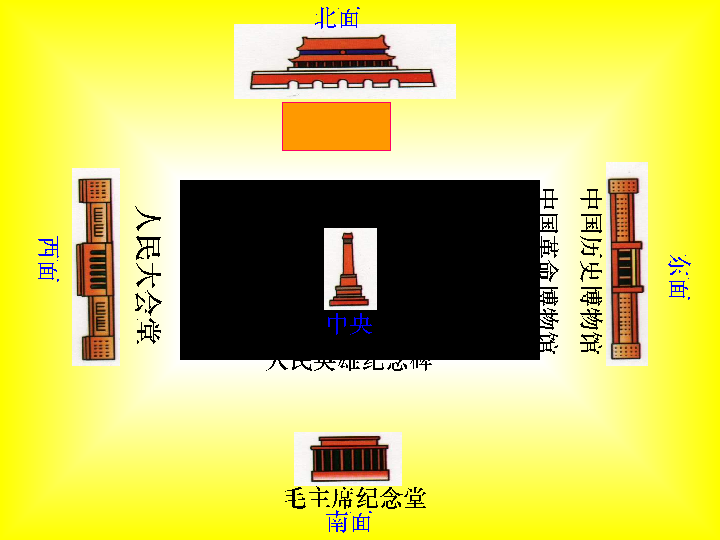 北面
西面
人民大会堂
中央
人民英雄纪念碑
中国革命博物馆
中国历史博物馆
东面
毛主席纪念堂
南面